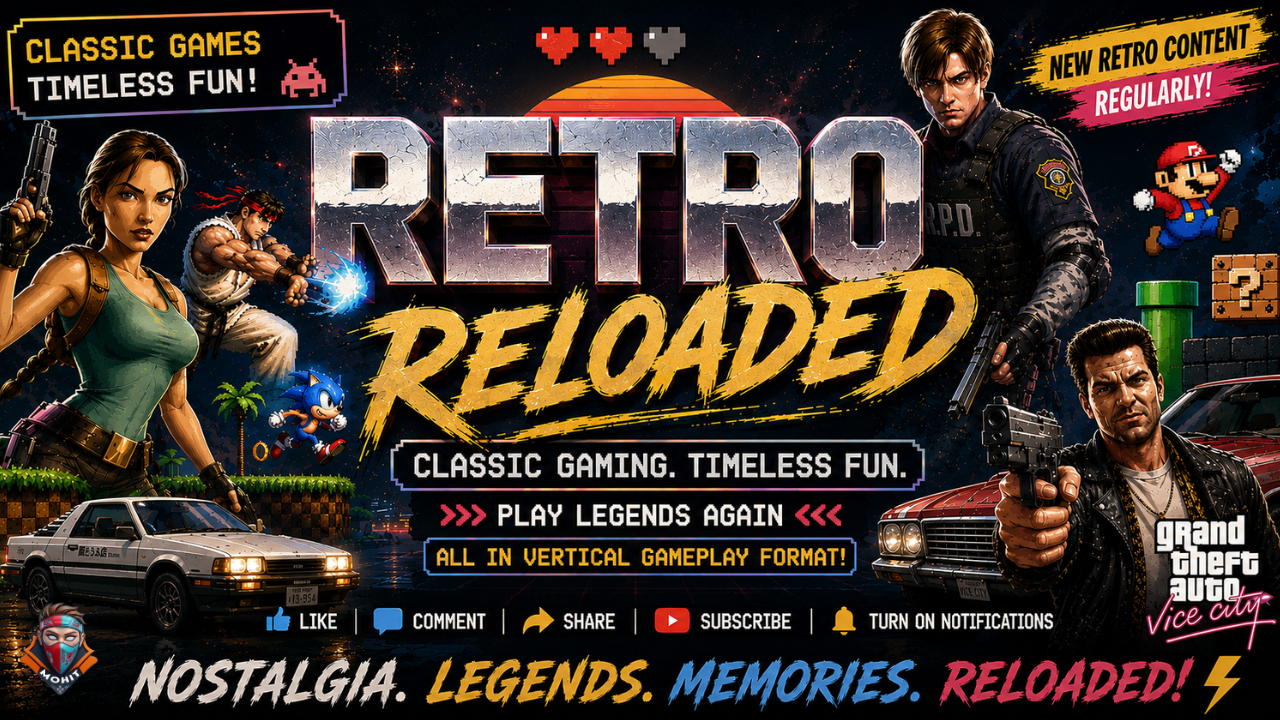 CLASSIC GAMES
TIMELESS FUN!
NEW RETRO CONTENT
REGULARLY!
RETRO
RELOADED
R.P.D.
?
CLASSIC GAMING. TIMELESS FUN.
>>> PLAY LEGENDS AGAIN <<<
ALL IN VERTICAL GAMEPLAY FORMAT!
VICE CITY
grand
theft
auto
Vice city
LIKE | COMMENT | SHARE | SUBSCRIBE | TURN ON NOTIFICATIONS
MOHIT
NOSTALGIA. LEGENDS. MEMORIES. RELOADED!